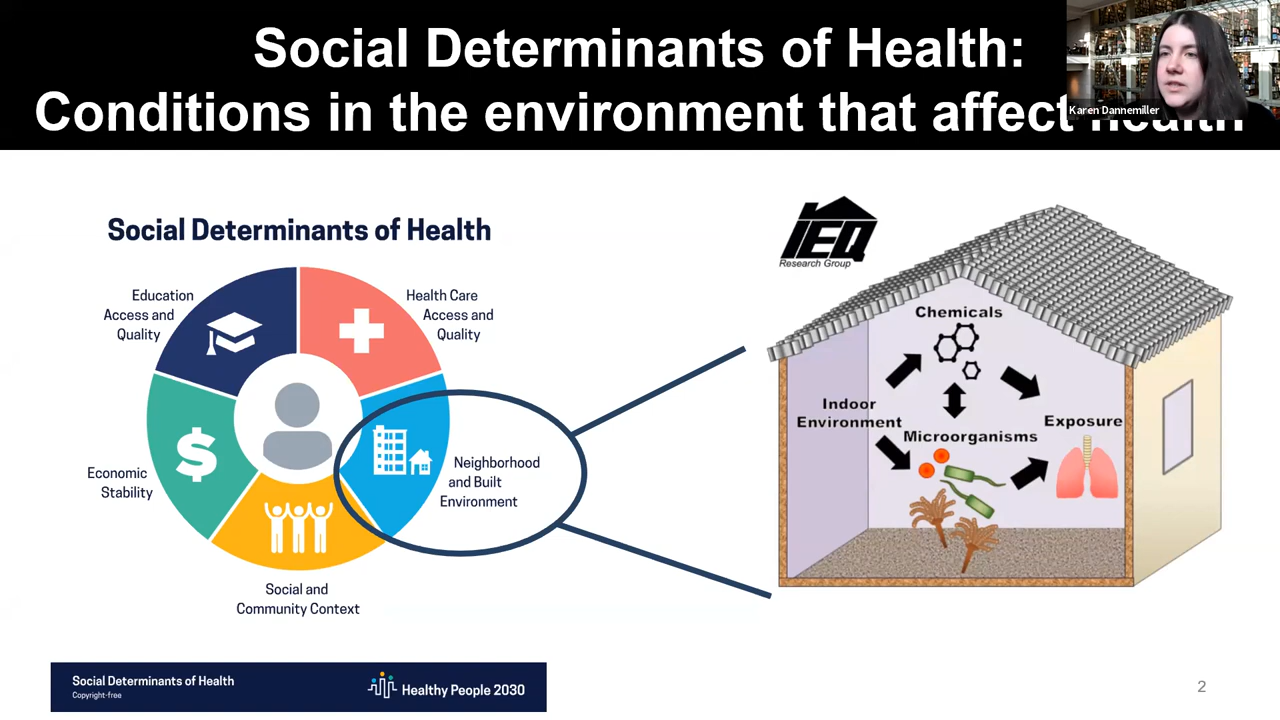 Social Determinants of Health:
Conditions in the environment that affect health
Karen Dannemiller
Social Determinants of Health
Education
Access and
Quality
Health Care
Access and
Quality
Economic
Stability
$
Neighborhood
and Built
Environment
Social and
Community Context
Social Determinants of Health
Copyright-free
Healthy People 2030
IEQ
Research Group
Chemicals
Indoor
Environment
Microorganisms
Exposure
2